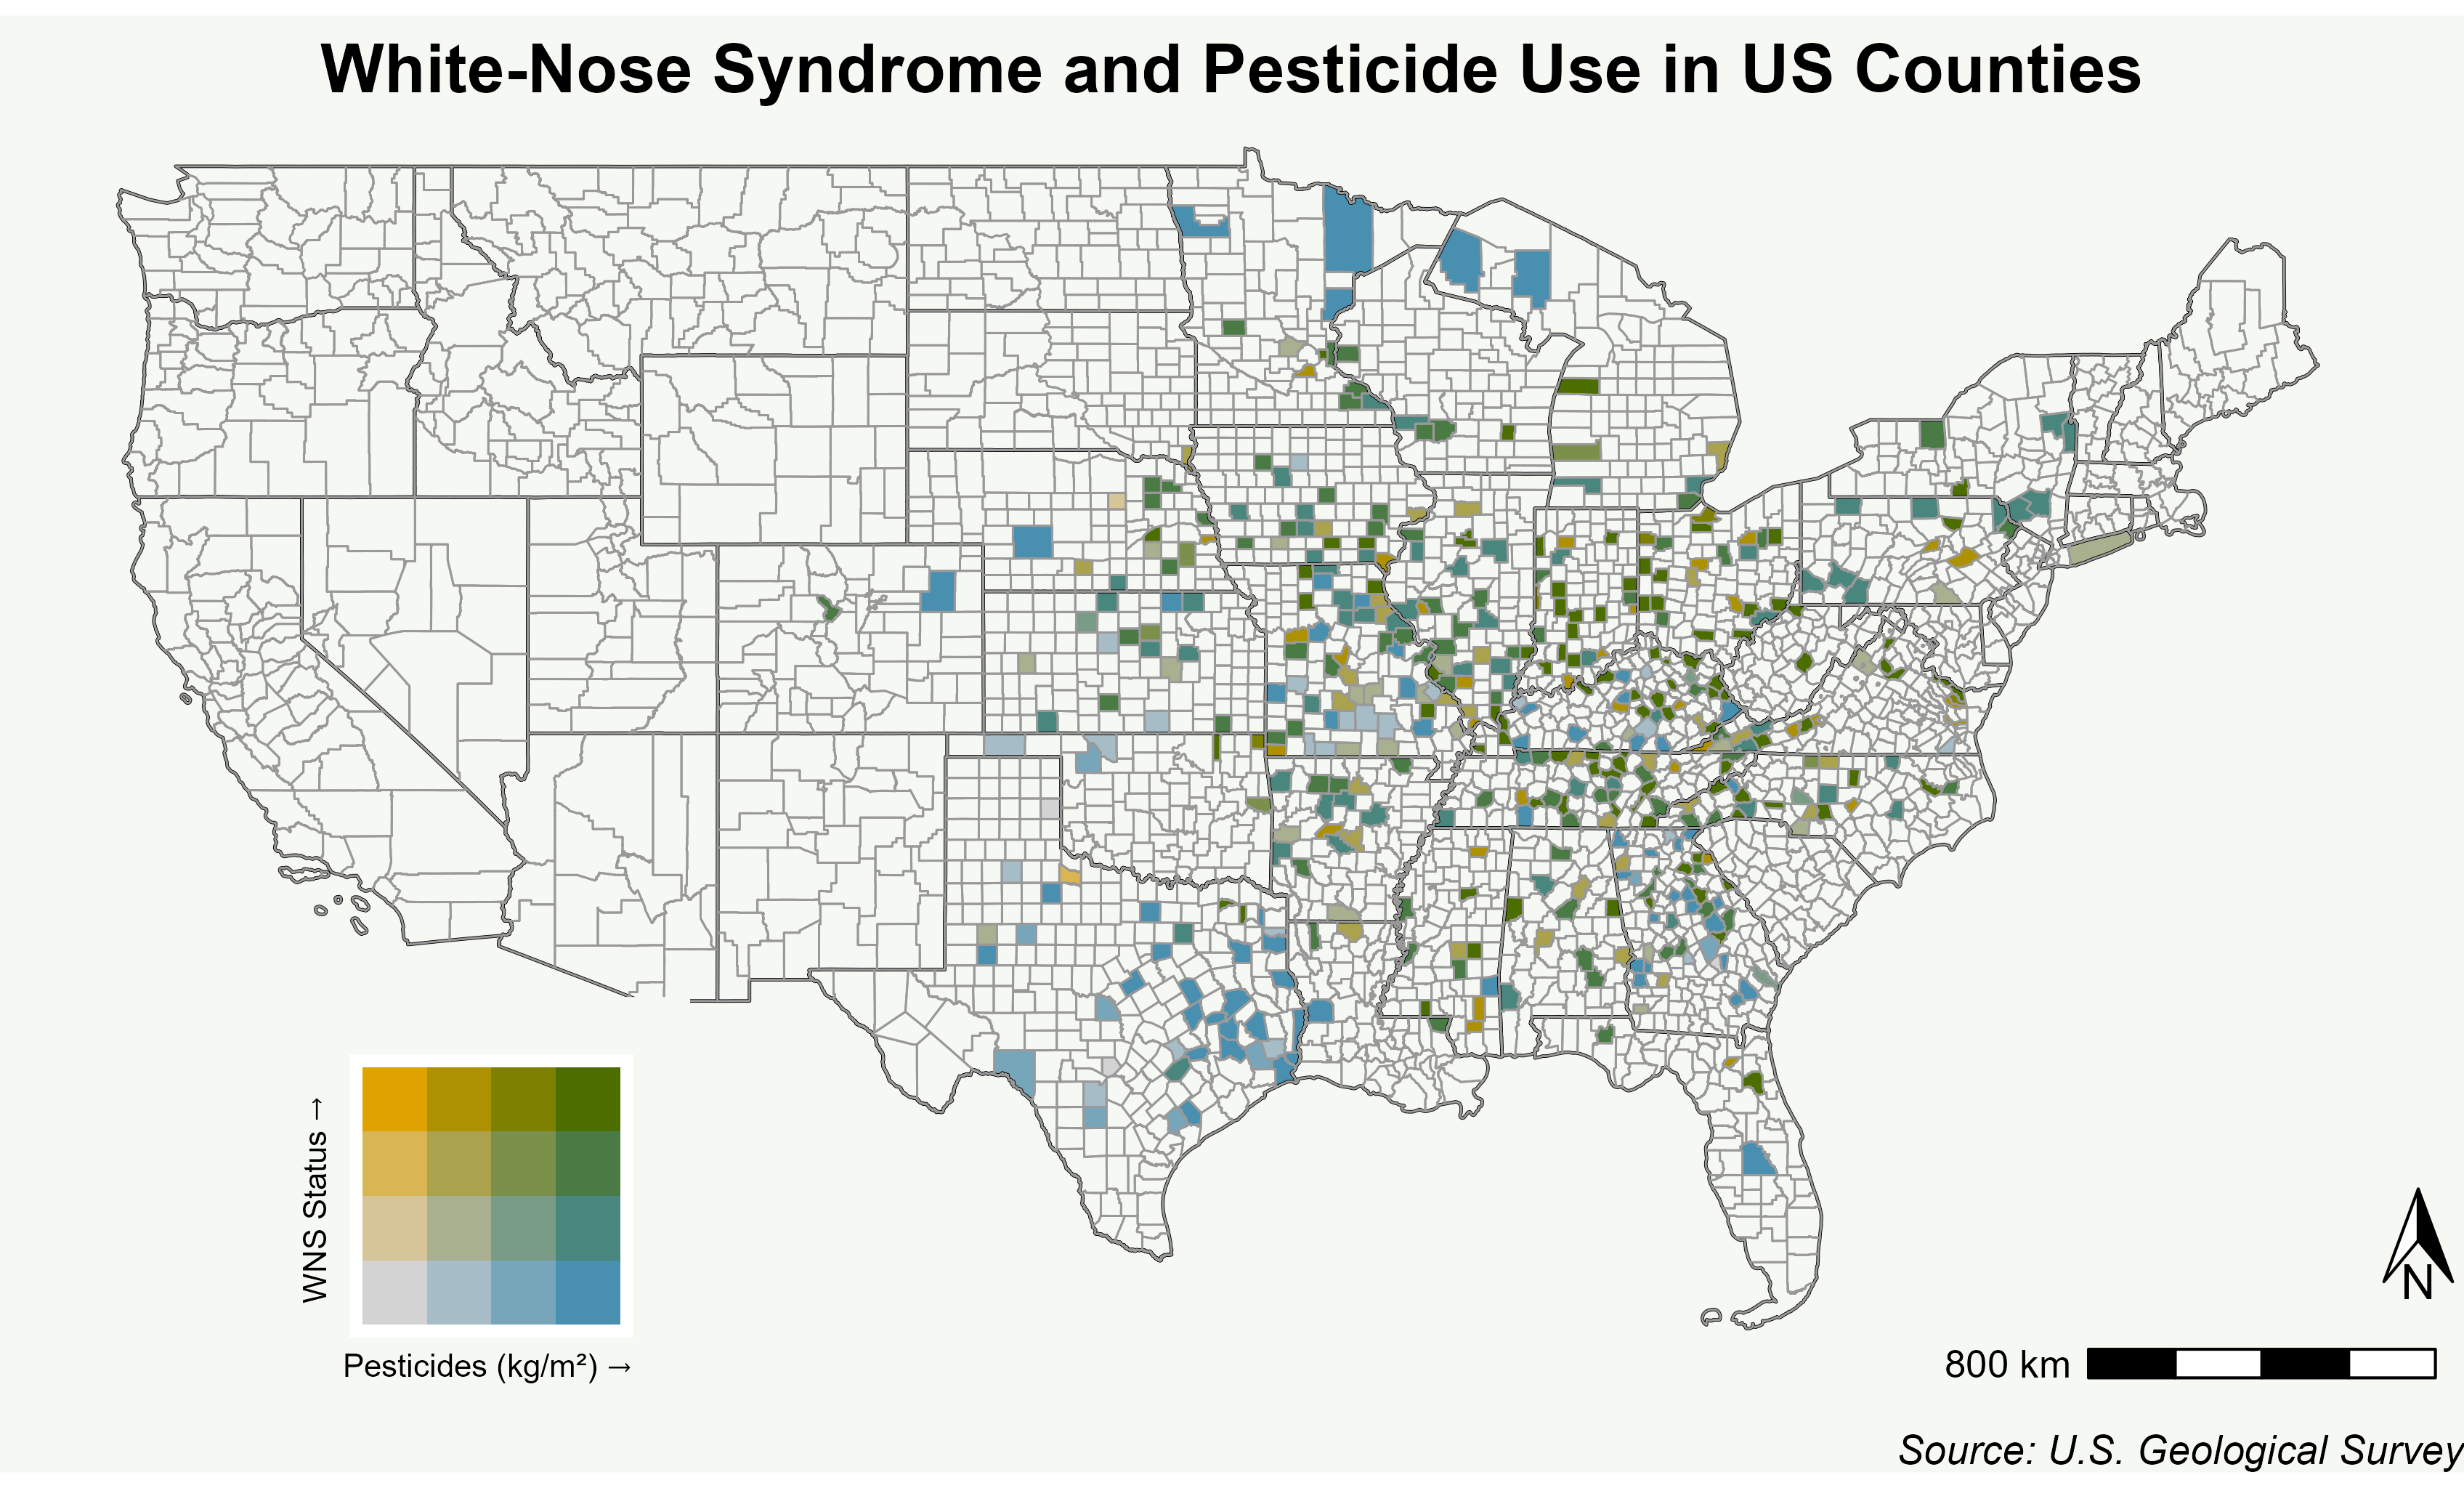 White-Nose Syndrome and Pesticide Use in US Counties
WNS Status →
Pesticides (kg/m²) →
N
800 km
Source: U.S. Geological Survey